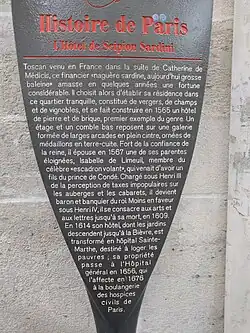 Histoire de Paris
L'Hôtel de Scipion Sardini
Toscan venu en France dans la suite de Catherine de
Médicis, ce financier «naguère sardine, aujourd'hui grosse
baleine» amasse en quelques années une fortune
considérable. Il choisit alors d'établir sa résidence dans
ce quartier tranquille, constitué de vergers, de champs
et de vignobles, et se fait construire en 1565 un hôtel
de pierre et de brique, premier exemple du genre. Un
étage et un comble bas reposent sur une galerie
formée de larges arcades en plein cintre, ornées de
médaillons en terre-cuite. Fort de la confiance de
la reine, il épouse en 1567 une de ses parentes
éloignées, Isabelle de Limeuil, membre du
célèbre «escadron volant», qui venait d'avoir un
fils du prince de Condé. Chargé sous Henri III
de la perception de taxes impopulaires sur
les auberges et les cabarets, il devient
baron et banquier du roi. Moins en faveur
sous Henri IV, il se consacre aux arts et
aux lettres jusqu'à sa mort, en 1609.
En 1614 son hôtel, dont les jardins
descendent jusqu'à la Bièvre, est
transformé en hôpital Sainte-
Marthe, destiné à loger les
pauvres ; sa propriété
passe à l'Hôpital
général en 1656, qui
l'affecte en 1676
à la boulangerie
des hospices
civils de
Paris.